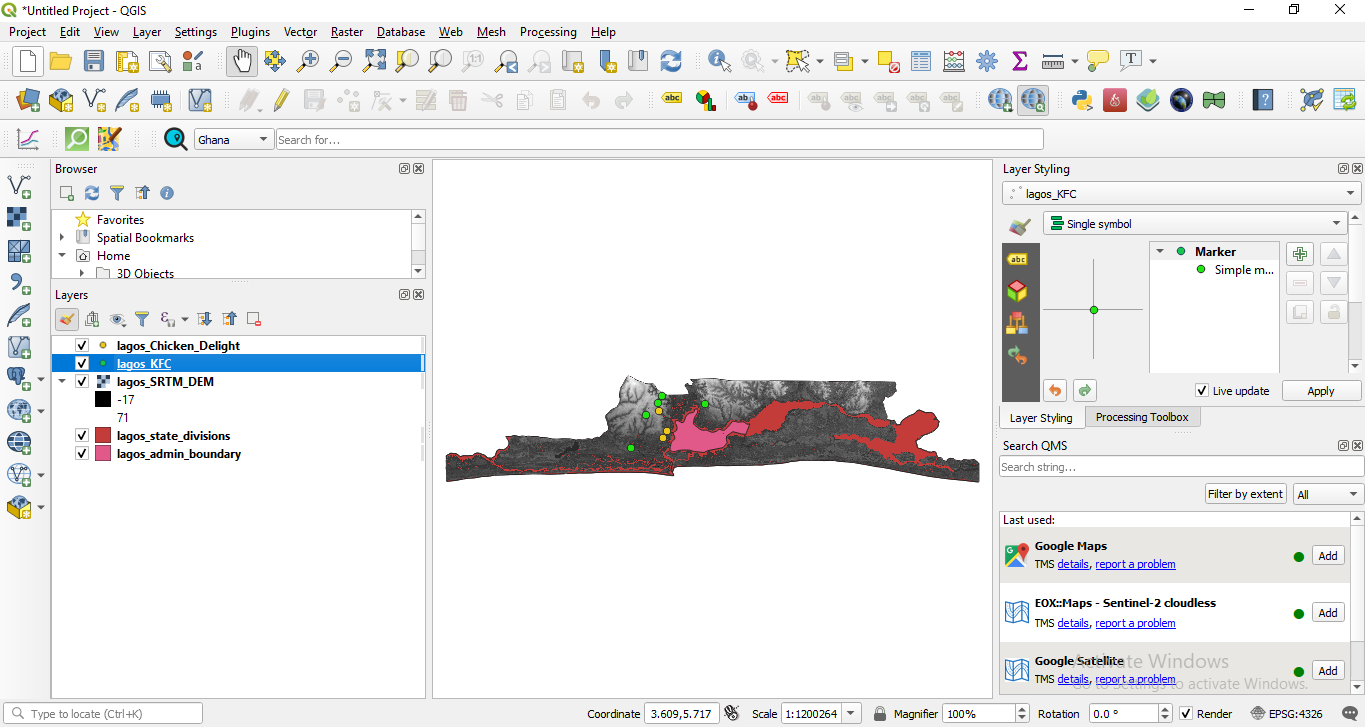 *Untitled Project - QGIS
Project Edit View Layer Settings Plugins Vector Raster Database Web Mesh Processing Help
Ghana Search for...
Browser
Favorites
Spatial Bookmarks
Home
3D Objects
Layers
lagos_Chicken_Delight
lagos_KFC
lagos_SRTM_DEM
-17
71
lagos_state_divisions
lagos_admin_boundary
Layer Styling
lagos_KFC
Single symbol
Marker
Simple m...
Live update Apply
Layer Styling Processing Toolbox
Search QMS
Search string...
Filter by extent All
Last used:
Google Maps
TMS details, report a problem Add
EOX::Maps - Sentinel-2 cloudless
TMS details, report a problem Add
Google Satellite
TMS details, report a problem Add
Activate Windows
Go to Settings to activate Windows.
Type to locate (Ctrl+K) Coordinate 3.609,5.717 Scale 1:1200264 Magnifier 100% Rotation 0.0 ° Render EPSG:4326